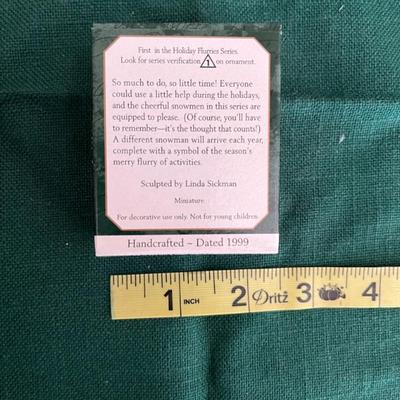 First in the Holiday Flurries Series.
Look for series verification 1 on ornament.
So much to do, so little time! Everyone
could use a little help during the holidays,
and the cheerful snowmen in this series are
equipped to please. (Of course, you'll have
to remember—it's the thought that counts!)
A different snowman will arrive each year,
complete with a symbol of the season's
merry flurry of activities.
Sculpted by Linda Sickman
Miniature
For decorative use only. Not for young children.
Handcrafted ~ Dated 1999
1 INCH 2 Dritz 3 4